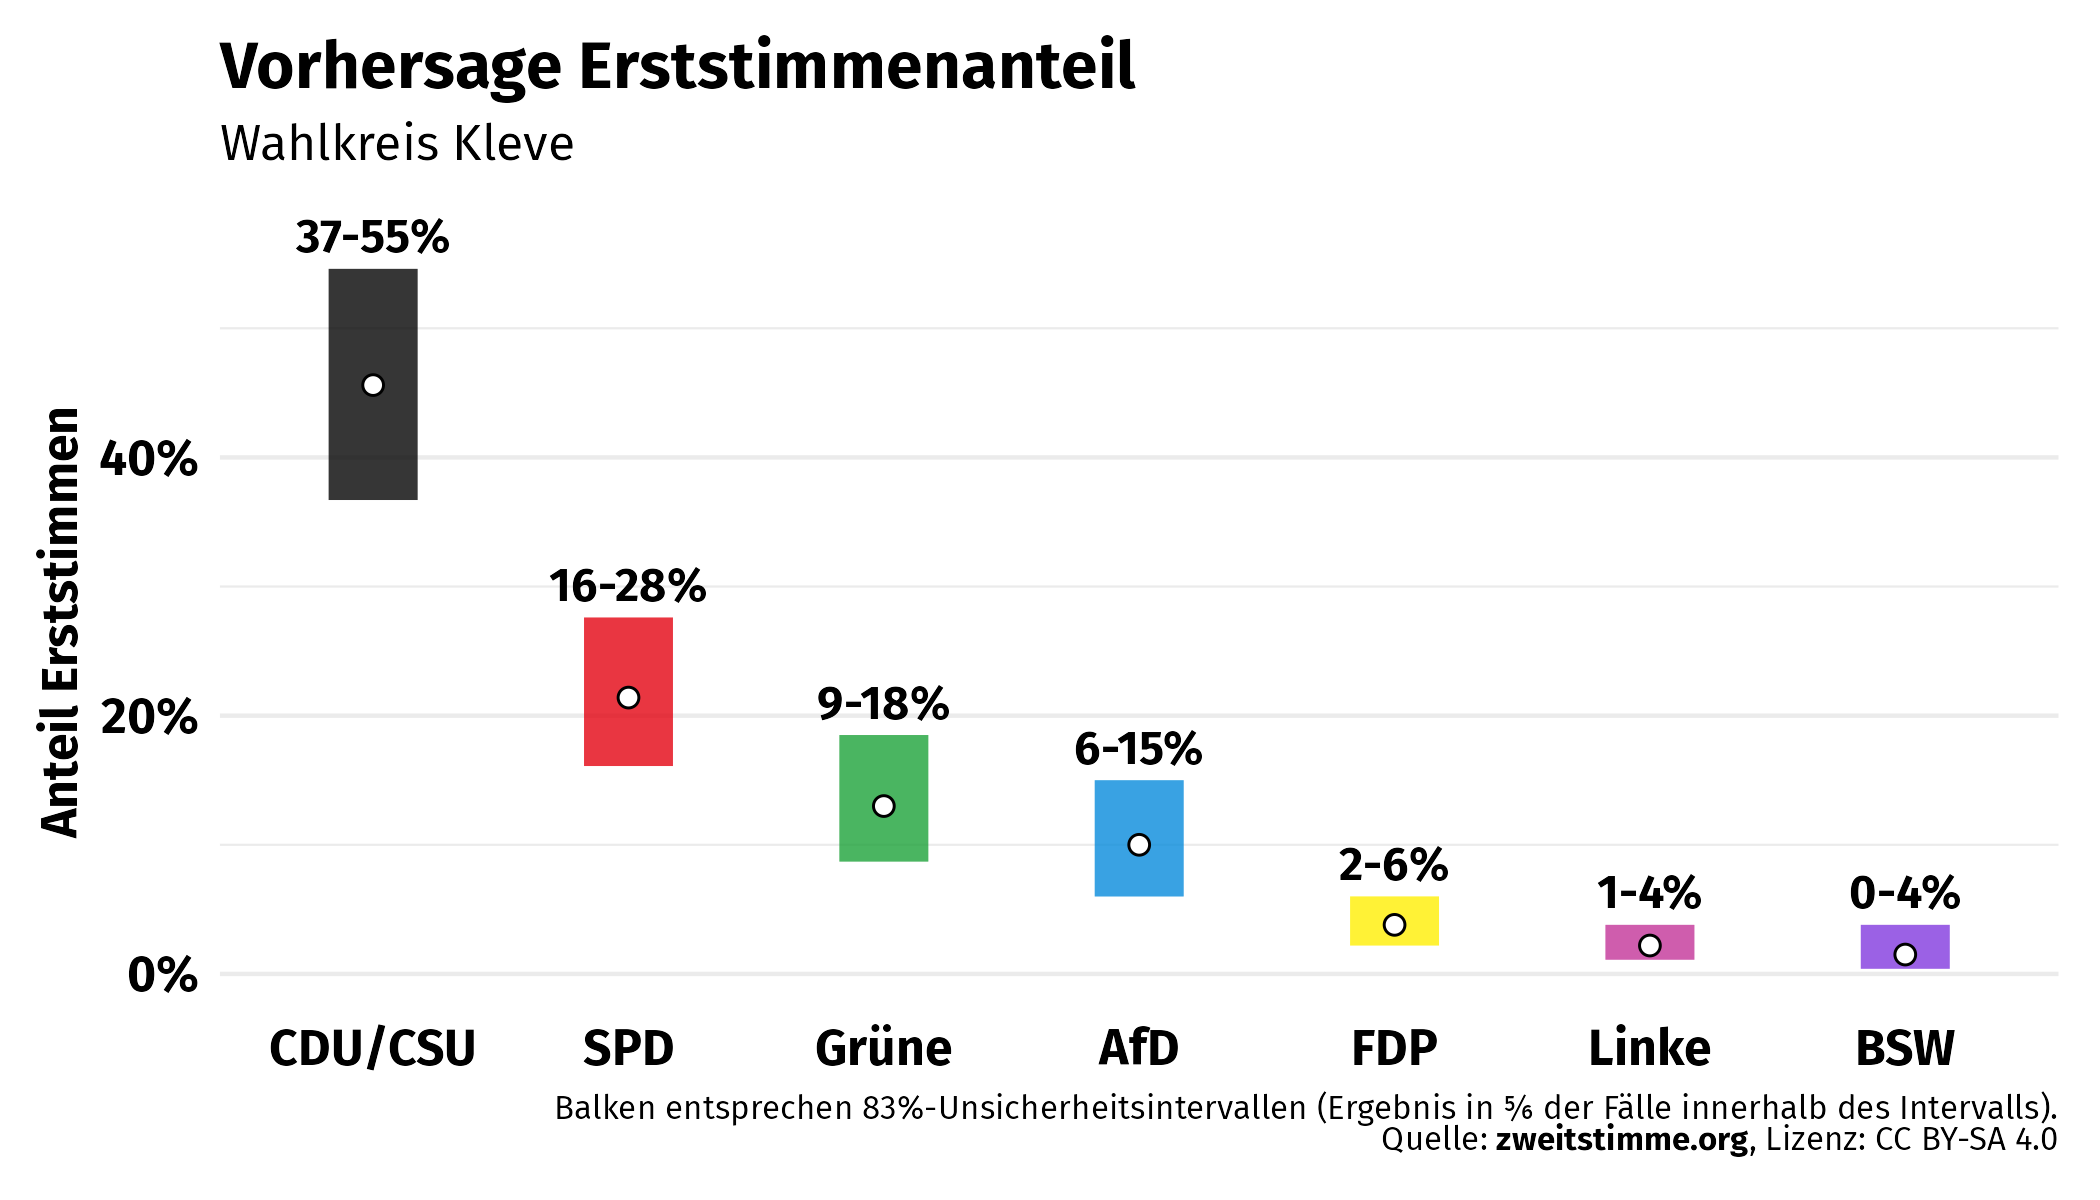 Vorhersage Erststimmenanteil
Wahlkreis Kleve
37-55%
16-28%
9-18%
6-15%
2-6%
1-4%
0-4%
Anteil Erststimmen
40%
20%
0%
CDU/CSU SPD Grüne AfD FDP Linke BSW
Balken entsprechen 83%-Unsicherheitsintervallen (Ergebnis in ⅚ der Fälle innerhalb des Intervalls).
Quelle: zweitstimme.org, Lizenz: CC BY-SA 4.0